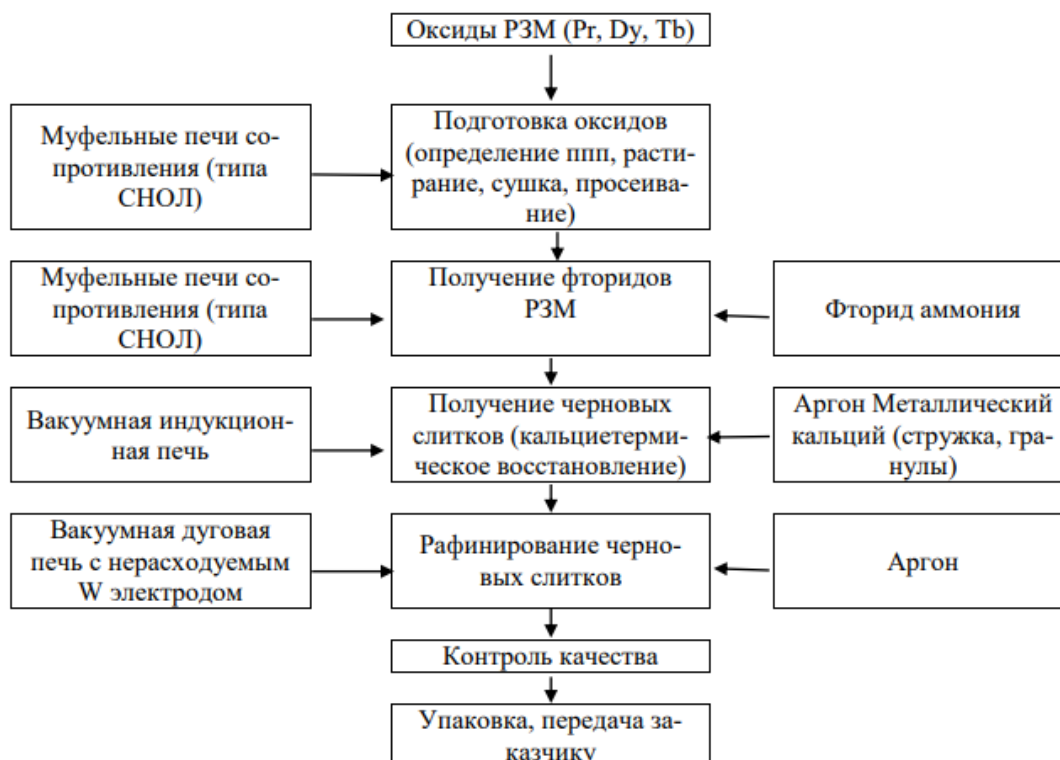 Оксиды РЗМ (Pr, Dy, Tb)
Муфельные печи со-
противления (типа
СНОЛ)
Подготовка оксидов
(определение ппп, расти-
рание, сушка, просеива-
ние)
Муфельные печи со-
противления (типа
СНОЛ)
Получение фторидов
РЗМ
Фторид аммония
Вакуумная индукцион-
ная печь
Получение черновых
слитков (кальциетерми-
ческое восстановление)
Аргон Металлический
кальций (стружка, гра-
нулы)
Вакуумная дуговая
печь с нерасходуемым
W электродом
Рафинирование черно-
вых слитков
Аргон
Контроль качества
Упаковка, передача за-
казчику